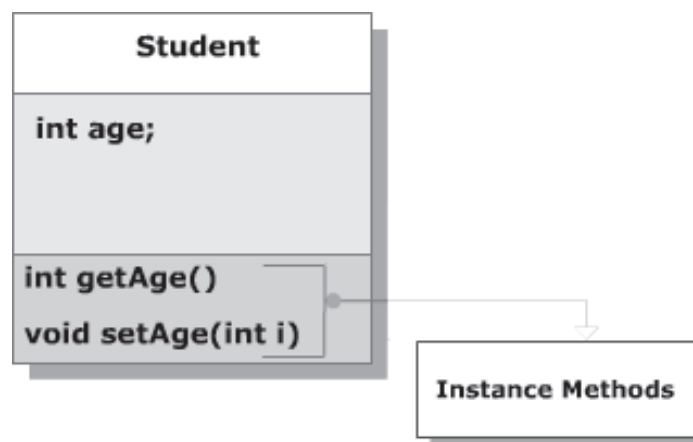 Student
int age;
int getAge()
void setAge(int i)
Instance Methods